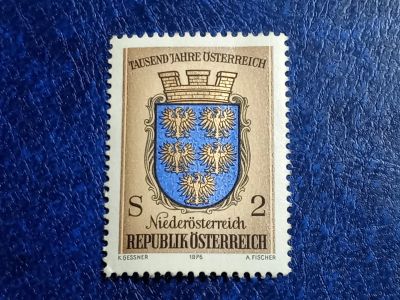 TAUSEND JAHRE ÖSTERREICH
S 2
Niederösterreich
REPUBLIK ÖSTERREICH
K. GESSNER 1976 A. FISCHER